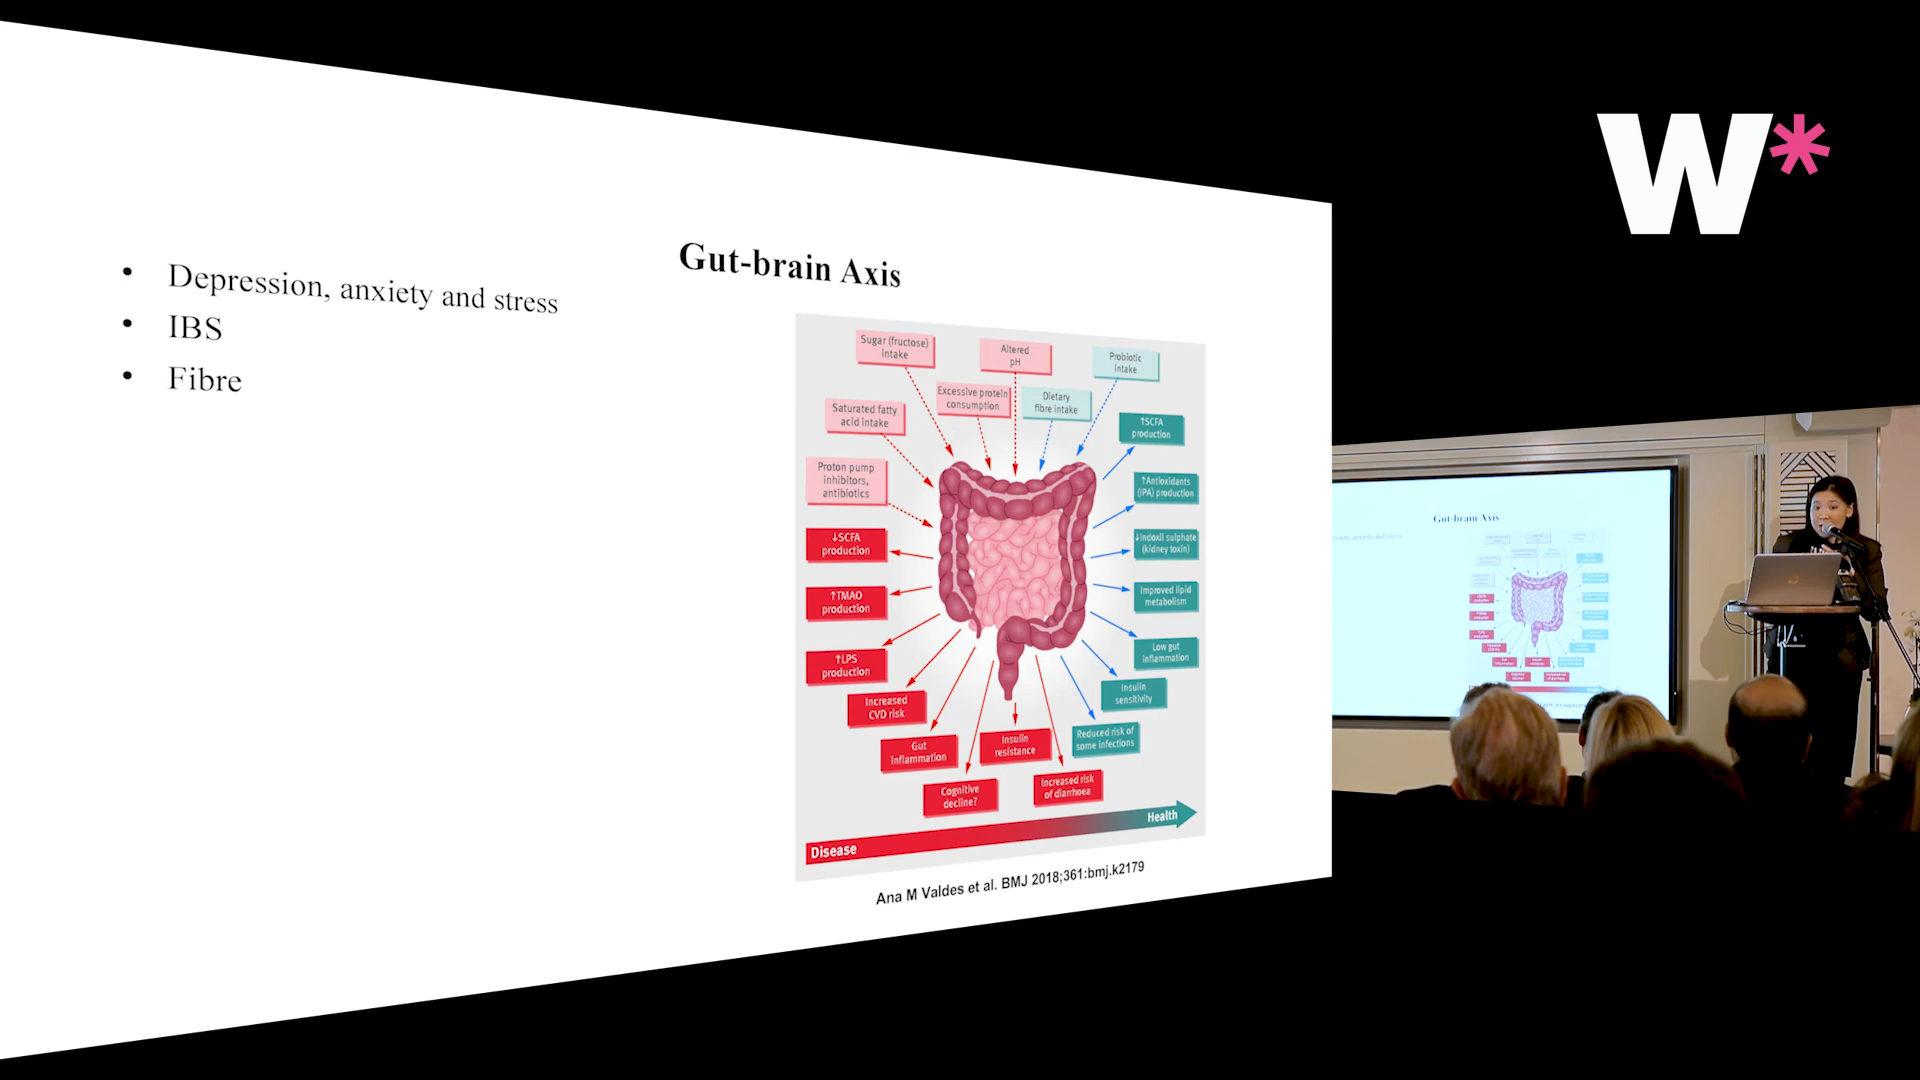 W*
Gut-brain Axis
• Depression, anxiety and stress
• IBS
• Fibre
Sugar (fructose)
intake
Altered
pH
Probiotic
intake
Excessive protein
consumption
Dietary
fibre intake
Saturated fatty
acid intake
Proton pump
inhibitors,
antibiotics
↓SCFA
production
↑TMAO
production
↑LPS
production
Increased
CVD risk
Gut
inflammation
Cognitive
decline?
Insulin
resistance
Increased risk
of diarrhoea
↑SCFA
production
↑Antioxidants
(IPA) production
↓Indoxil sulphate
(kidney toxin)
Improved lipid
metabolism
Low gut
inflammation
Insulin
sensitivity
Reduced risk of
some infections
Disease
Health
Ana M Valdes et al. BMJ 2018;361:bmj.k2179
Gut-brain Axis